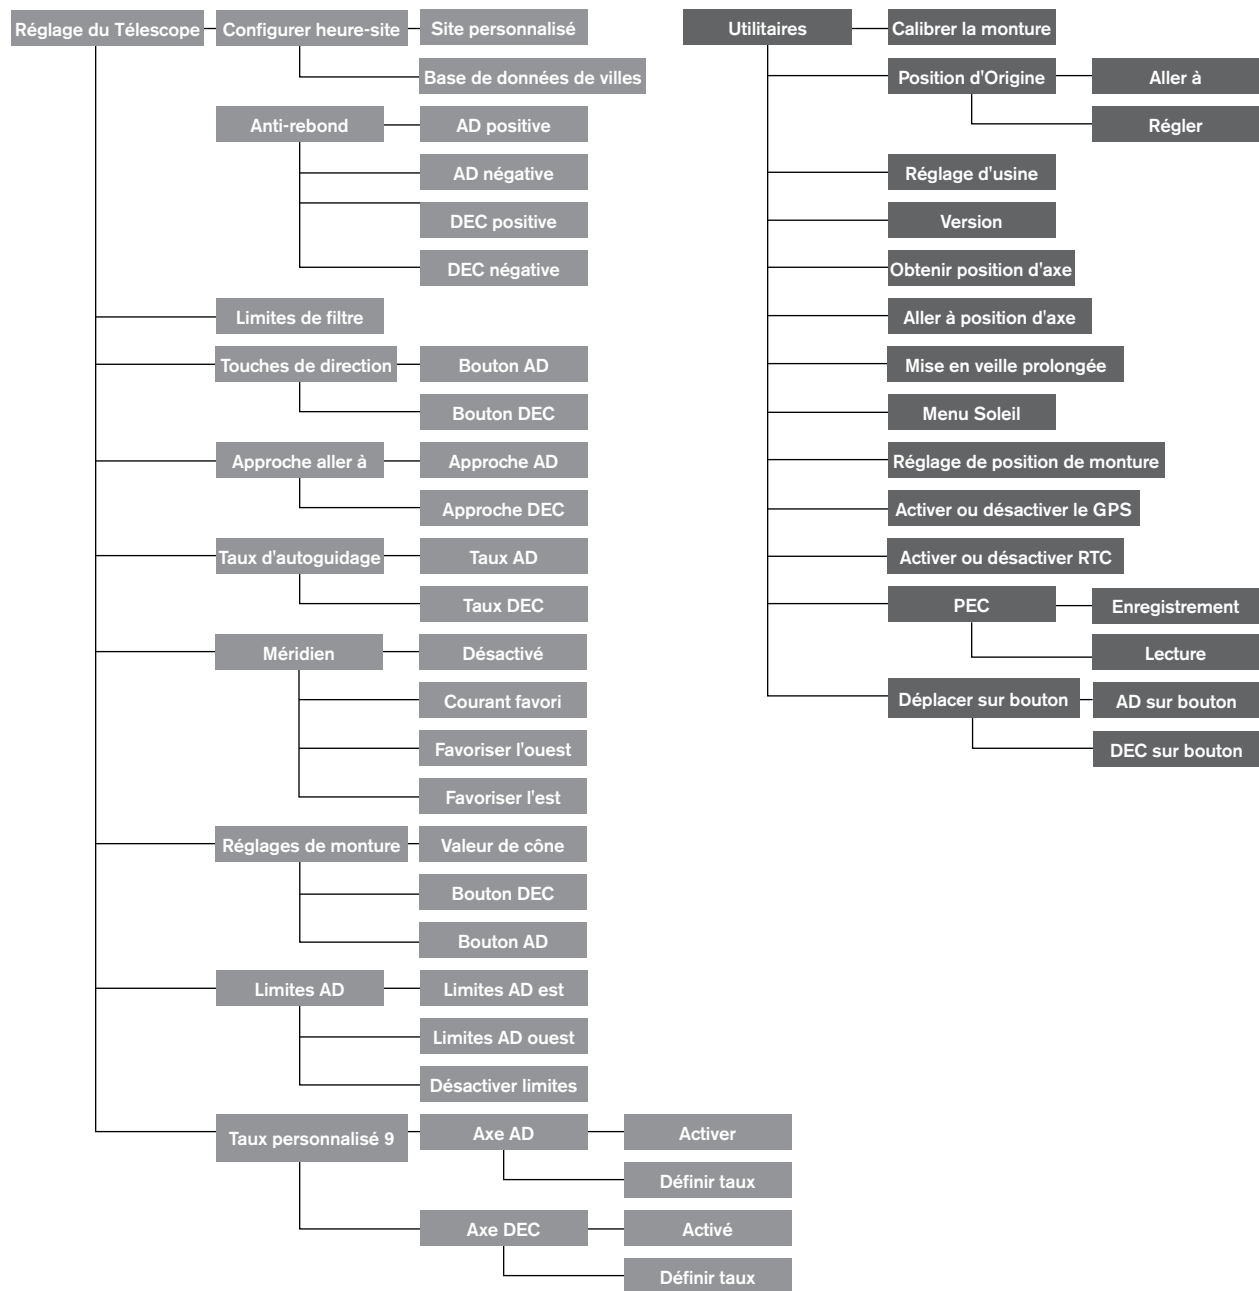 Réglage du Télescope
Configurer heure-site
Site personnalisé
Base de données de villes
Anti-rebond
AD positive
AD négative
DEC positive
DEC négative
Limites de filtre
Touches de direction
Bouton AD
Bouton DEC
Approche aller à
Approche AD
Approche DEC
Taux d'autoguidage
Taux AD
Taux DEC
Méridien
Désactivé
Courant favori
Favoriser l'ouest
Favoriser l'est
Réglages de monture
Valeur de cône
Bouton DEC
Bouton AD
Limites AD
Limites AD est
Limites AD ouest
Désactiver limites
Taux personnalisé 9
Axe AD
Activer
Définir taux
Axe DEC
Activé
Définir taux
Utilitaires
Calibrer la monture
Position d'Origine
Aller à
Régler
Réglage d'usine
Version
Obtenir position d'axe
Aller à position d'axe
Mise en veille prolongée
Menu Soleil
Réglage de position de monture
Activer ou désactiver le GPS
Activer ou désactiver RTC
PEC
Enregistrement
Lecture
Déplacer sur bouton
AD sur bouton
DEC sur bouton